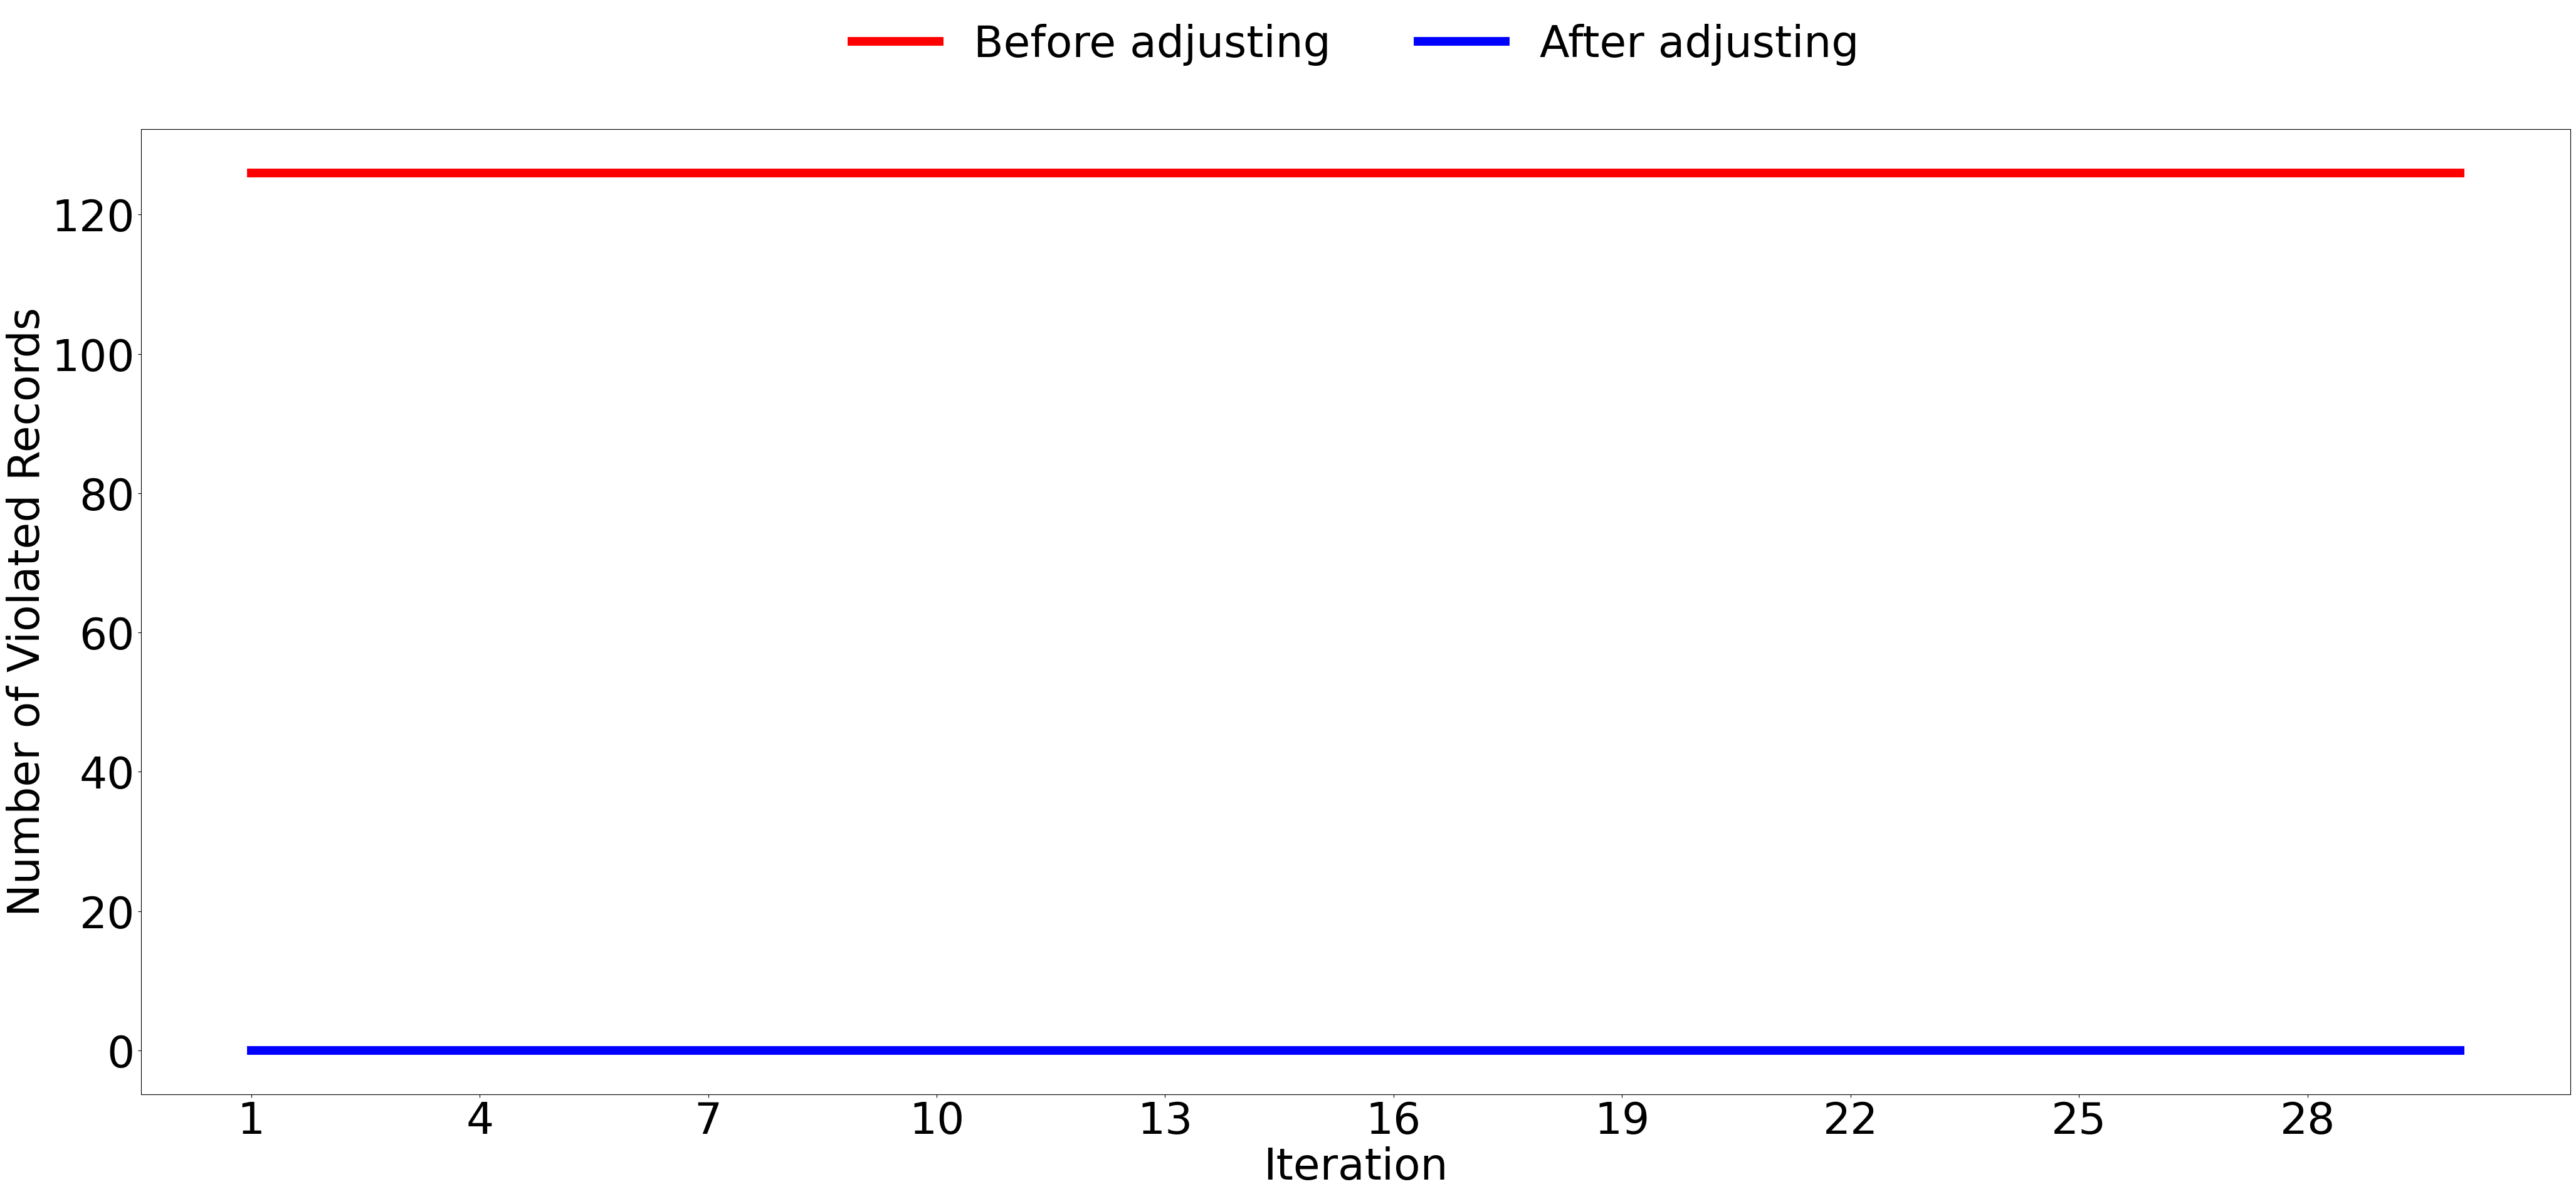 Before adjusting
After adjusting
Number of Violated Records
120
100
80
60
40
20
0
1 4 7 10 13 16 19 22 25 28
Iteration